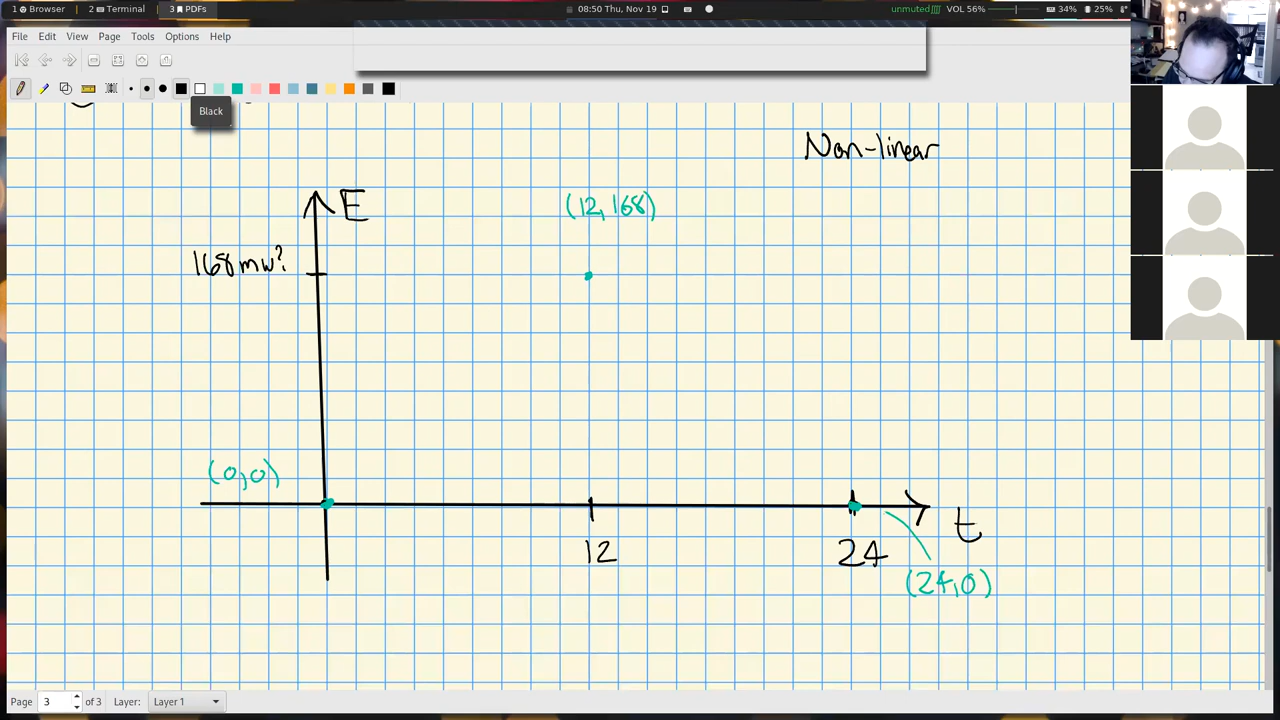 1 Browser 2 Terminal 3 PDFs 08:50 Thu, Nov 19 unmuted VOL 56% 34% 25%
File Edit View Page Tools Options Help
Black
Non-linear
E
(12, 168)
168 mw?
(0,0)
t
12
24
(24,0)
Page 3 of 3 Layer: Layer 1